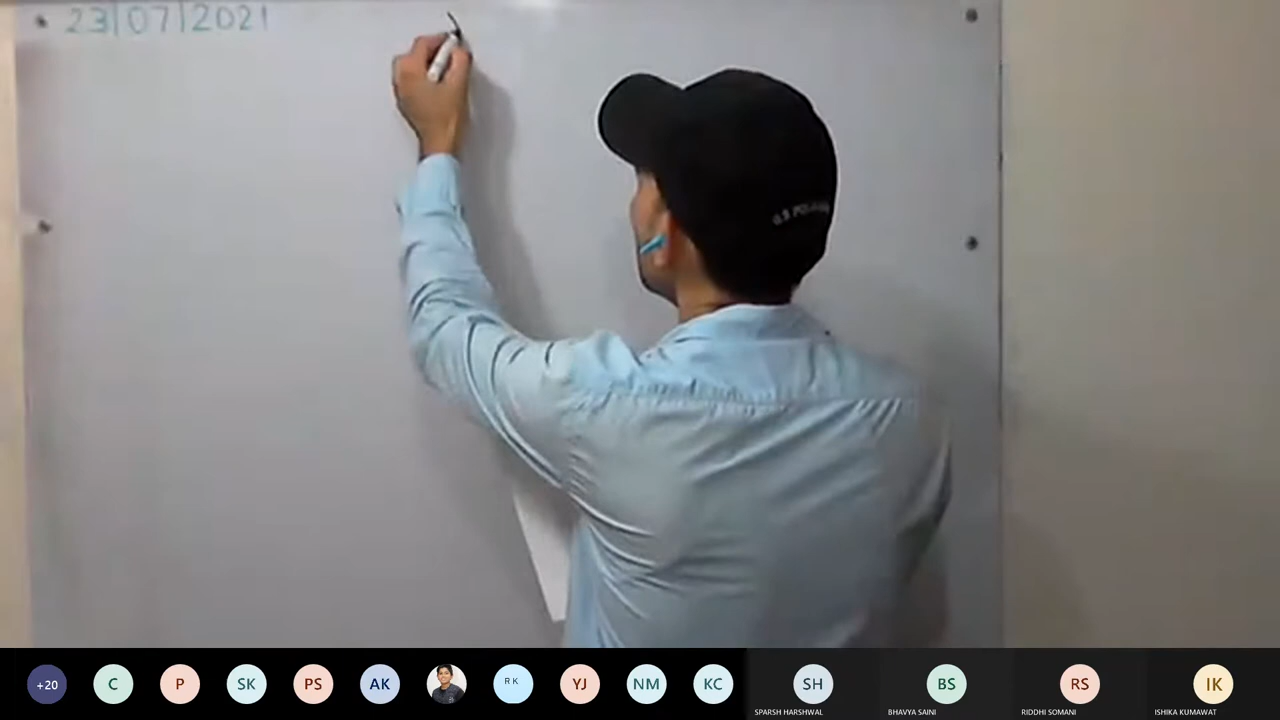 23/07/2021
+20
C
P
SK
PS
AK
RK
YJ
NM
KC
SH
BS
RS
IK
SPARSH HARSHWAL
BHAVYA SAINI
RIDDHI SOMANI
ISHIKA KUMAWAT